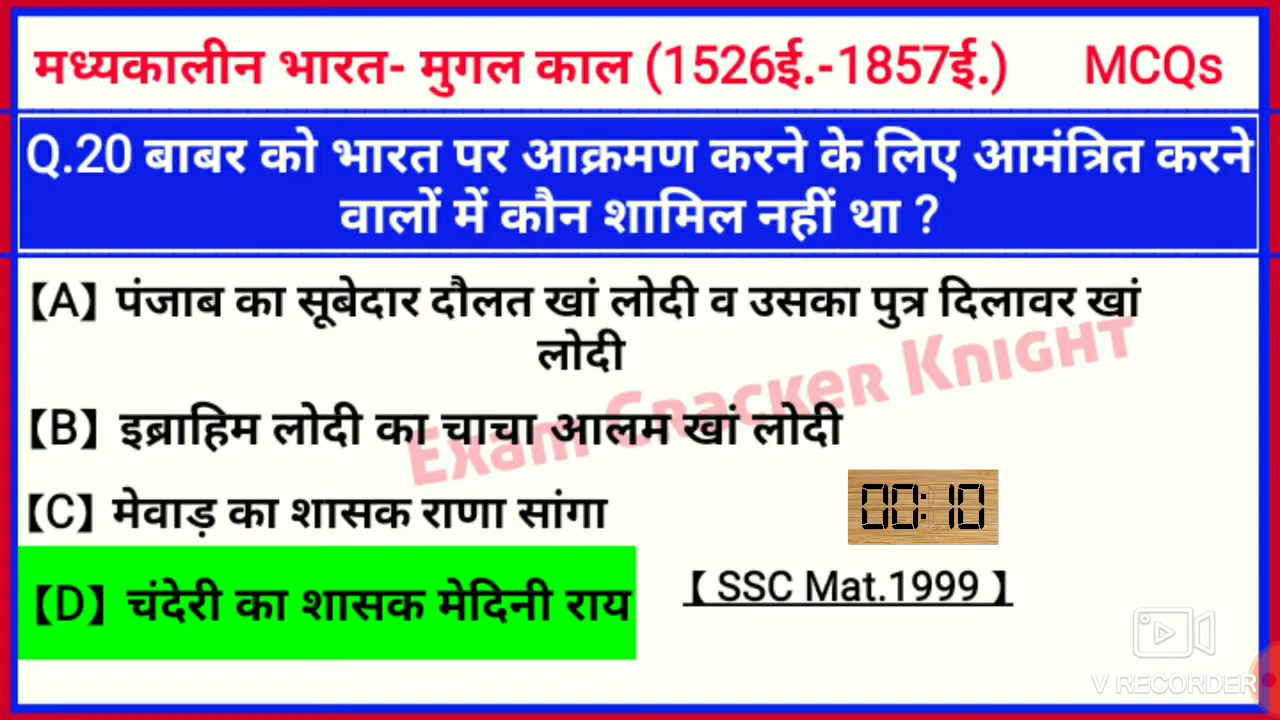 मध्यकालीन भारत- मुगल काल (1526ई.-1857ई.) MCQs
Q.20 बाबर को भारत पर आक्रमण करने के लिए आमंत्रित करने
वालों में कौन शामिल नहीं था ?
【A】 पंजाब का सूबेदार दौलत खां लोदी व उसका पुत्र दिलावर खां
लोदी
【B】 इब्राहिम लोदी का चाचा आलम खां लोदी
Exam Cracker Knight
【C】 मेवाड़ का शासक राणा सांगा
00:10
【D】 चंदेरी का शासक मेदिनी राय
【 SSC Mat.1999 】
V RECORDER